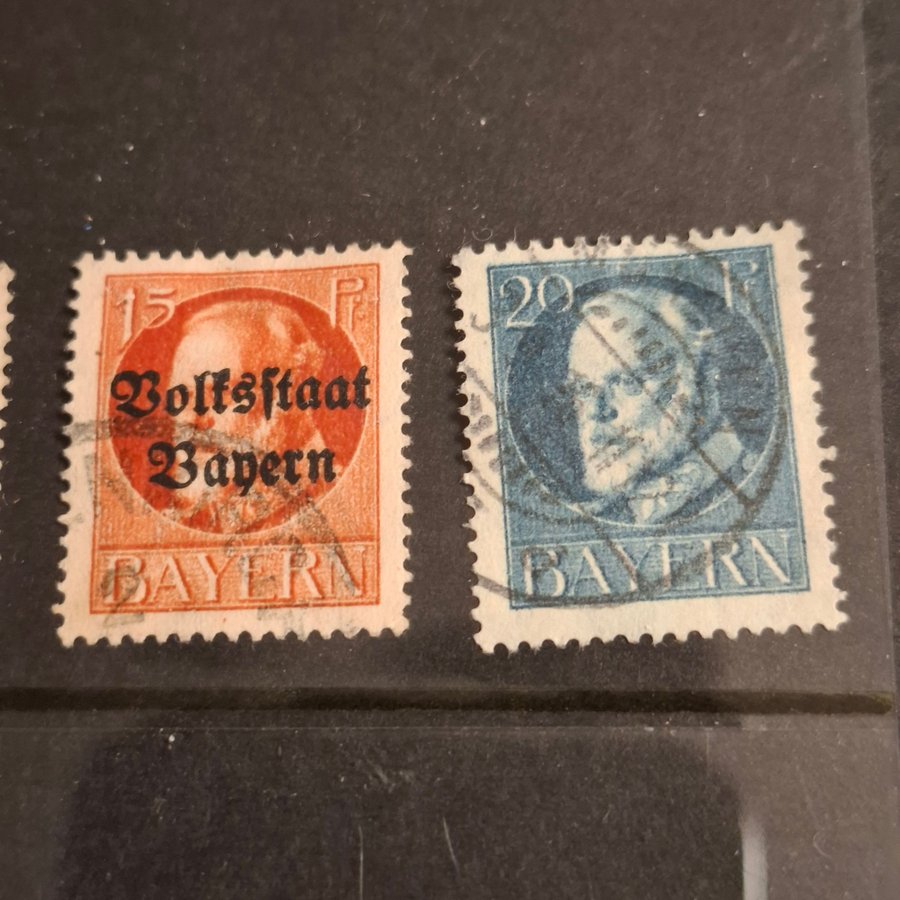 15 Pf.
Volksstaat
Bayern
BAYERN
20 Pf.
BAYERN